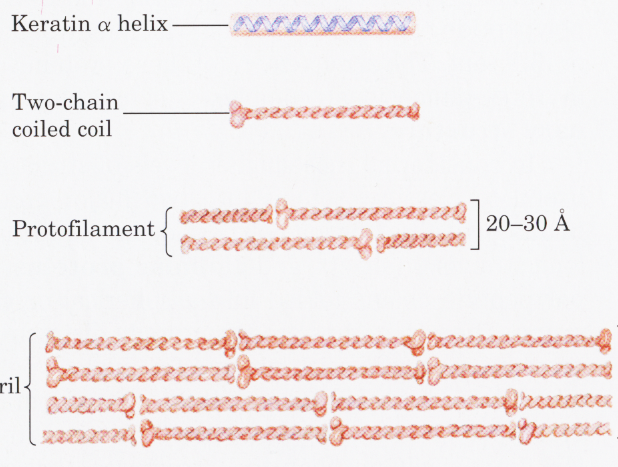 Keratin α helix
Two-chain
coiled coil
Protofilament
20–30 Å
ril